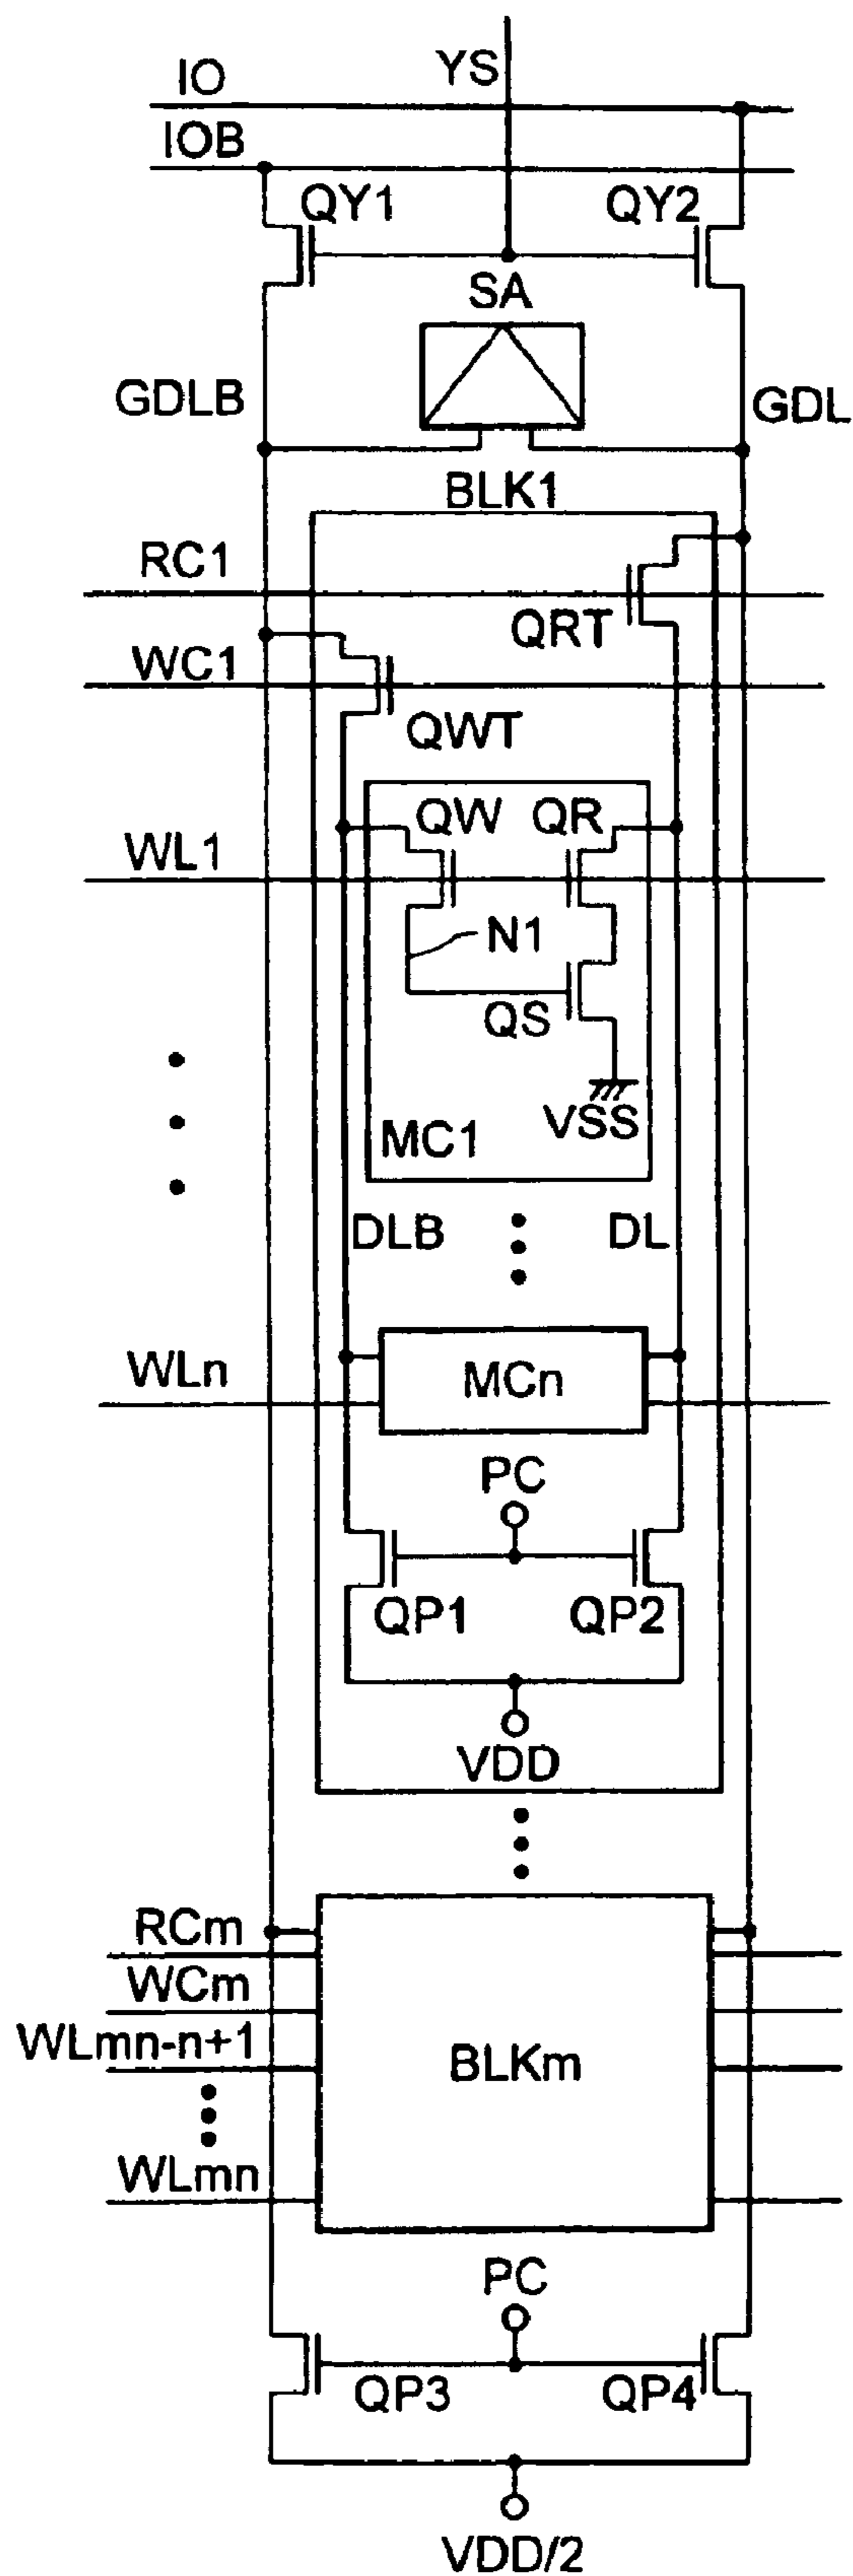 YS
IO
IOB
QY1
QY2
SA
GDLB
GDL
BLK1
RC1
QRT
WC1
QWT
QW
QR
WL1
N1
QS
VSS
MC1
DLB
DL
WLn
MCn
PC
QP1
QP2
VDD
RCm
WCm
WLmn-n+1
BLKm
WLmn
PC
QP3
QP4
VDD/2